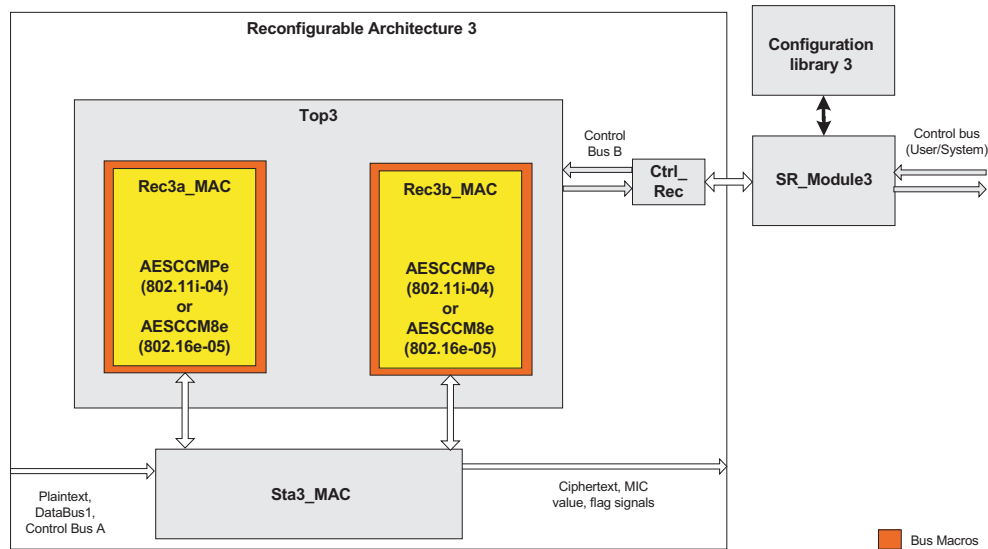 Reconfigurable Architecture 3
Configuration
library 3
Top3
Control
Bus B
Control bus
(User/System)
Rec3a_MAC
Rec3b_MAC
Ctrl_
Rec
SR_Module3
AESCCMPe
(802.11i-04)
or
AESCCM8e
(802.16e-05)
AESCCMPe
(802.11i-04)
or
AESCCM8e
(802.16e-05)
Sta3_MAC
Plaintext,
DataBus1,
Control Bus A
Ciphertext, MIC
value, flag signals
Bus Macros